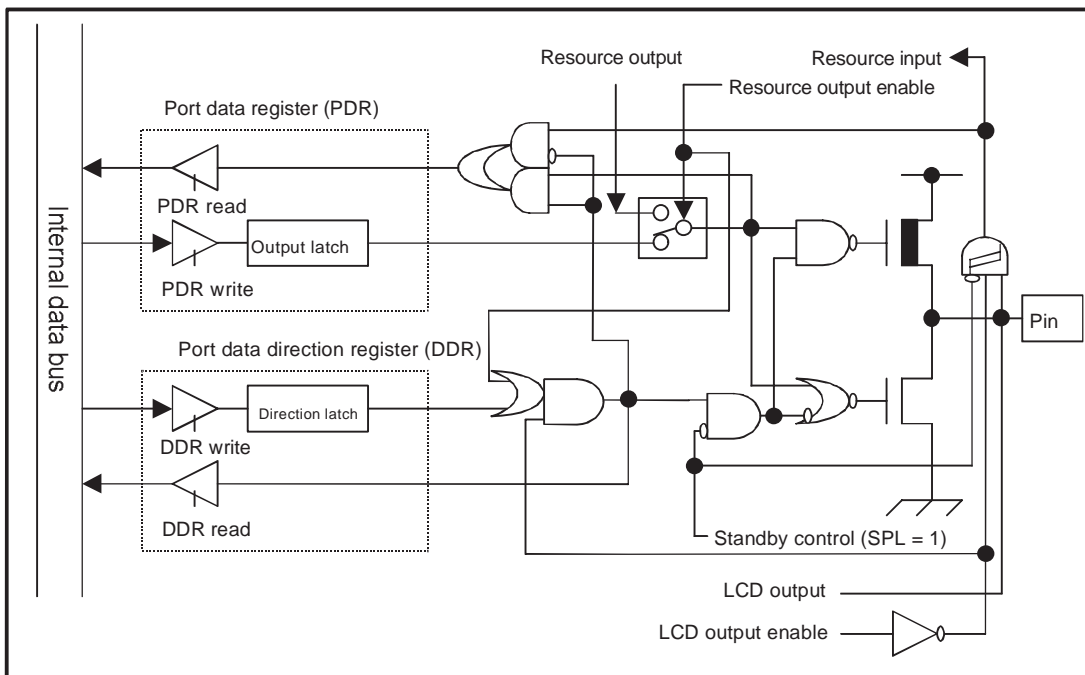 Resource output
Resource input
Resource output enable
Port data register (PDR)
PDR read
Output latch
PDR write
Internal data bus
Pin
Port data direction register (DDR)
Direction latch
DDR write
DDR read
Standby control (SPL = 1)
LCD output
LCD output enable